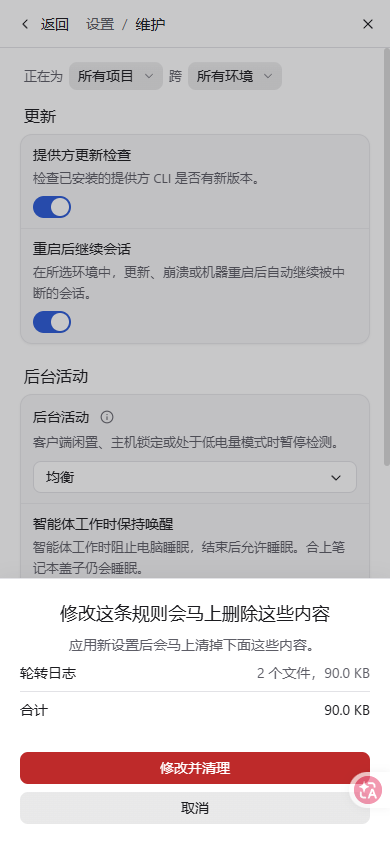 返回 设置 / 维护
正在为 所有项目 跨 所有环境
更新
提供方更新检查
检查已安装的提供方 CLI 是否有新版本。
重启后继续会话
在所选环境中，更新、崩溃或机器重启后自动继续被中
断的会话。
后台活动
后台活动
客户端闲置、主机锁定或处于低电量模式时暂停检测。
均衡
智能体工作时保持唤醒
智能体工作时阻止电脑睡眠，结束后允许睡眠。合上笔
记本盖子仍会睡眠。
修改这条规则会马上删除这些内容
应用新设置后会马上清掉下面这些内容。
轮转日志 2 个文件，90.0 KB
合计 90.0 KB
修改并清理
取消